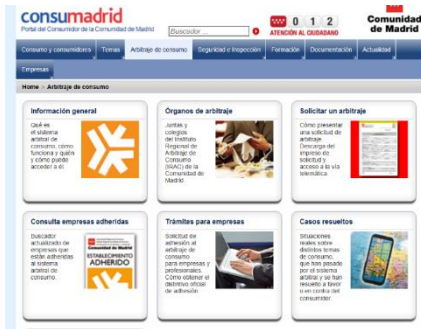 consumadrid
Portal del Consumidor de la Comunidad de Madrid
Buscador ...
012
ATENCIÓN AL CIUDADANO
Comunidad
de Madrid
Consumo y consumidores
Temas
Arbitraje de consumo
Seguridad e Inspección
Formación
Documentación
Actualidad
Empresas
Home > Arbitraje de consumo
Información general
Qué es
el sistema
arbitral de
consumo, cómo
funciona y quién
y cómo puede
acceder a él.
Órganos de arbitraje
Juntas y
colegios
del Instituto
Regional de
Arbitraje de
Consumo
(IRAC) de la
Comunidad de
Madrid.
Solicitar un arbitraje
Cómo presentar
una solicitud de
arbitraje.
Descarga del
impreso de
solicitud y
acceso a la vía
telemática.
Consulta empresas adheridas
Buscador
actualizado de
empresas que
están adheridas
al sistema
arbitral de
consumo.
Comunidad de Madrid
ESTABLECIMIENTO
ADHERIDO
Trámites para empresas
Solicitud de
adhesión al
arbitraje de
consumo
para empresas y
profesionales.
Cómo obtener el
distintivo oficial
de adhesión.
Casos resueltos
Situaciones
reales sobre
distintos temas
de consumo,
que han pasado
por el sistema
arbitral y se han
resuelto a favor
o en contra del
consumidor.